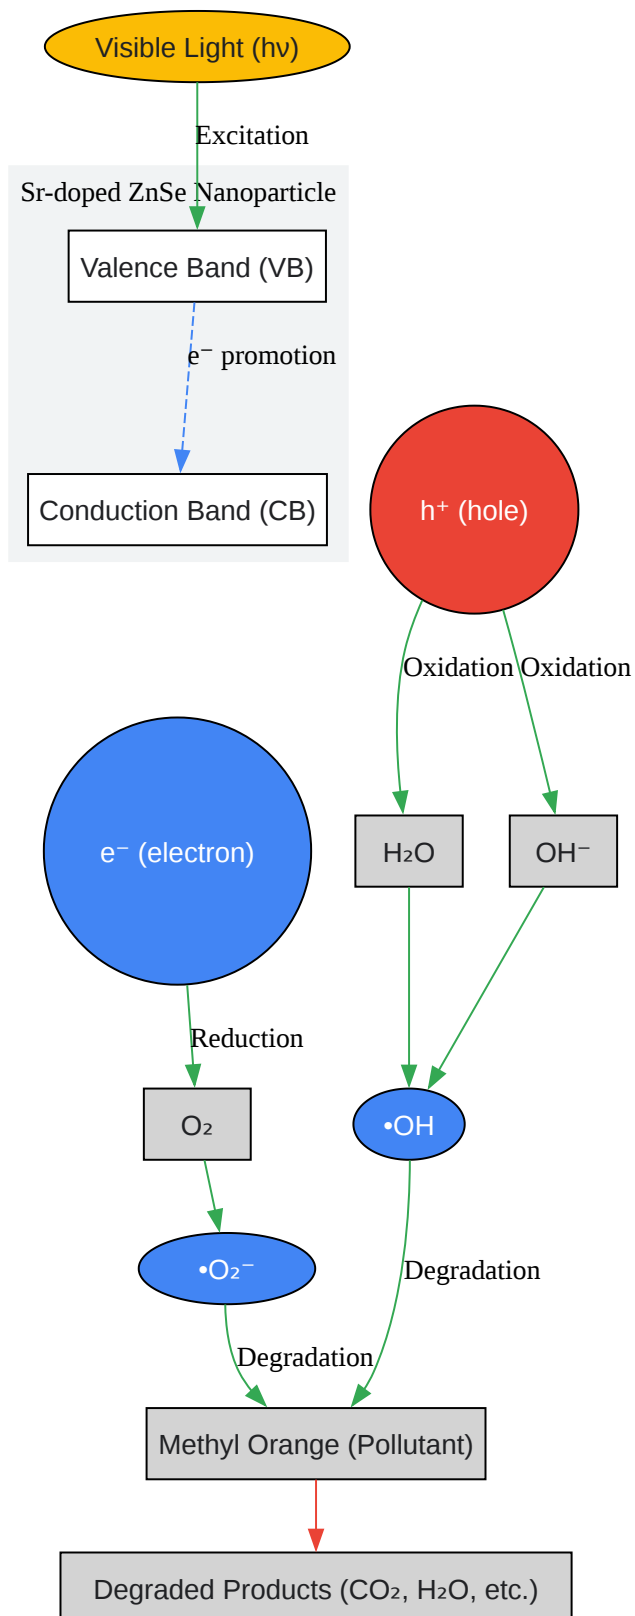 Visible Light (hν)
Excitation
Sr-doped ZnSe Nanoparticle
Valence Band (VB)
e⁻ promotion
Conduction Band (CB)
h⁺ (hole)
Oxidation
Oxidation
e⁻ (electron)
H₂O
OH⁻
Reduction
O₂
•OH
•O₂⁻
Degradation
Degradation
Methyl Orange (Pollutant)
Degraded Products (CO₂, H₂O, etc.)